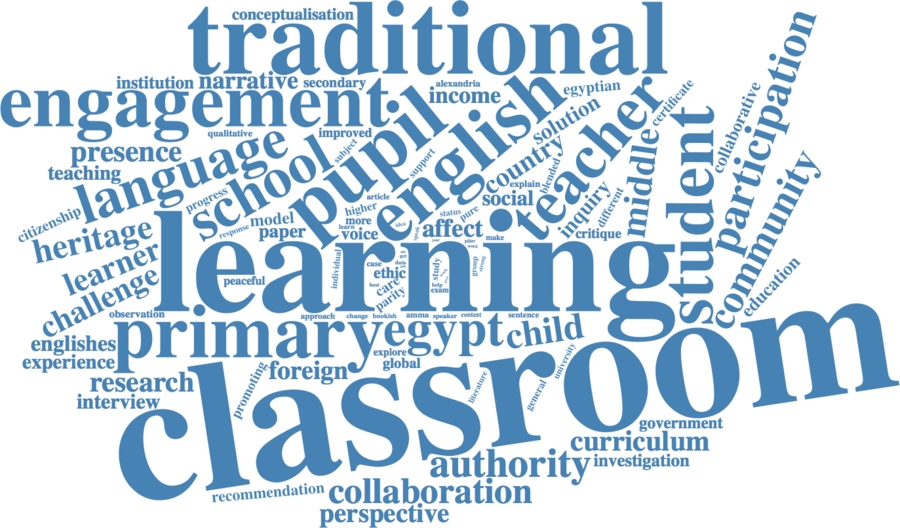 conceptualisation
traditional
institution
narrative
secondary
alexandria
income
egyptian
engagement
qualitative
improved
subject
pupil
english
solution
teacher
certificate
collaborative
participation
presence
teaching
language
school
support
country
blended
explain
social
inquiry
different
middle
student
community
education
citizenship
progress
response
model
paper
article
higher
more
learn
voice
idea
status
pure
affect
make
critique
heritage
learner
challenge
learning
peaceful
individual
case
data
ethic
best
care
parity
study
help
exam
group
strong
observation
approach
change
bookish
amma
speaker
context
sentence
primary
egypt
child
englishes
experience
explore
global
research
interview
promoting
foreign
classroom
literature
general
university
government
curriculum
authority
investigation
recommendation
collaboration
perspective